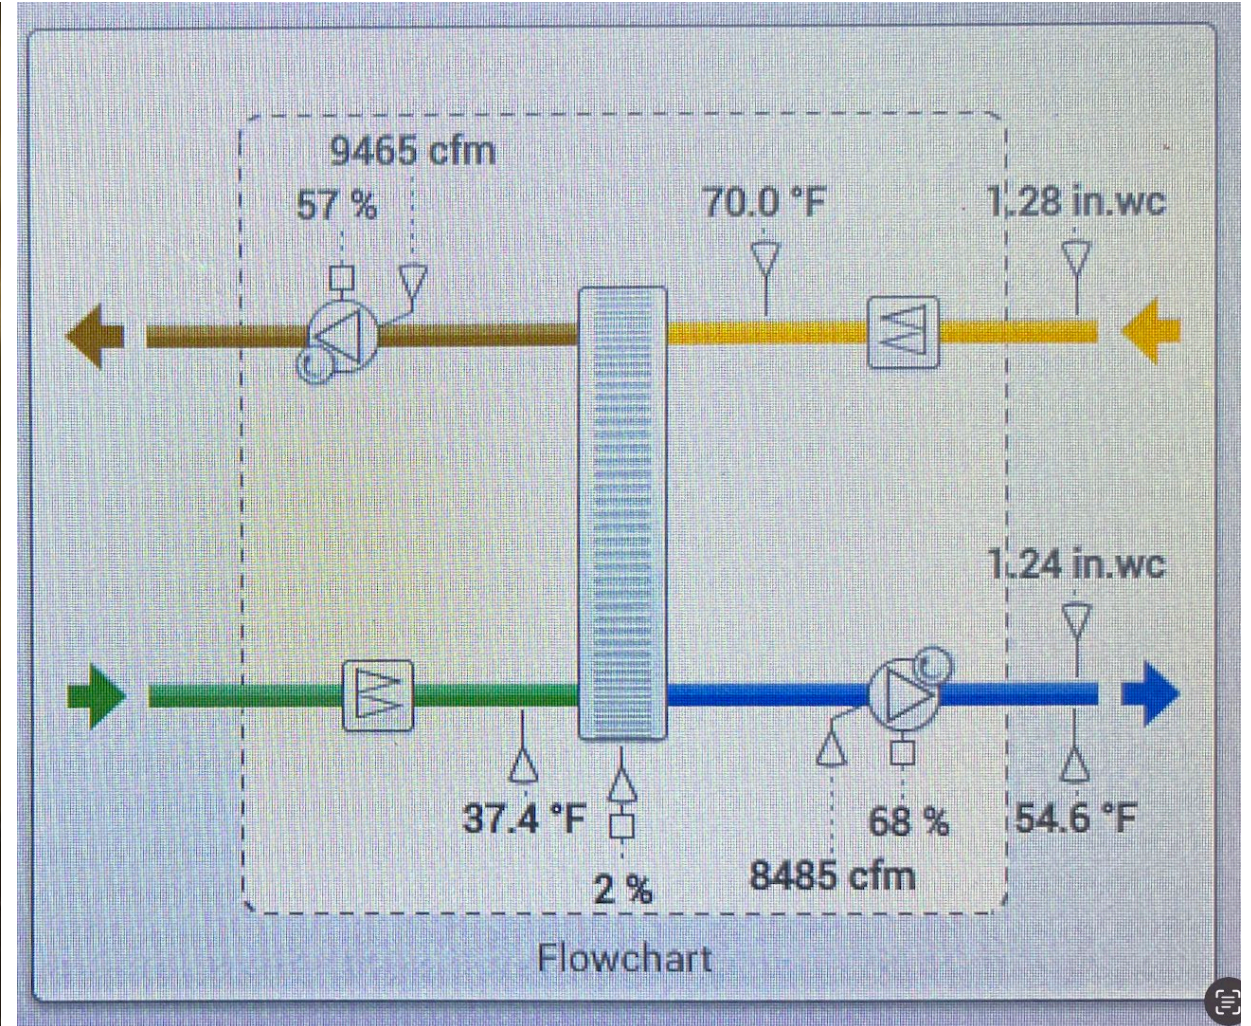 9465 cfm
57 %
70.0 °F
1.28 in.wc
1.24 in.wc
37.4 °F
68 %
54.6 °F
8485 cfm
2 %
Flowchart